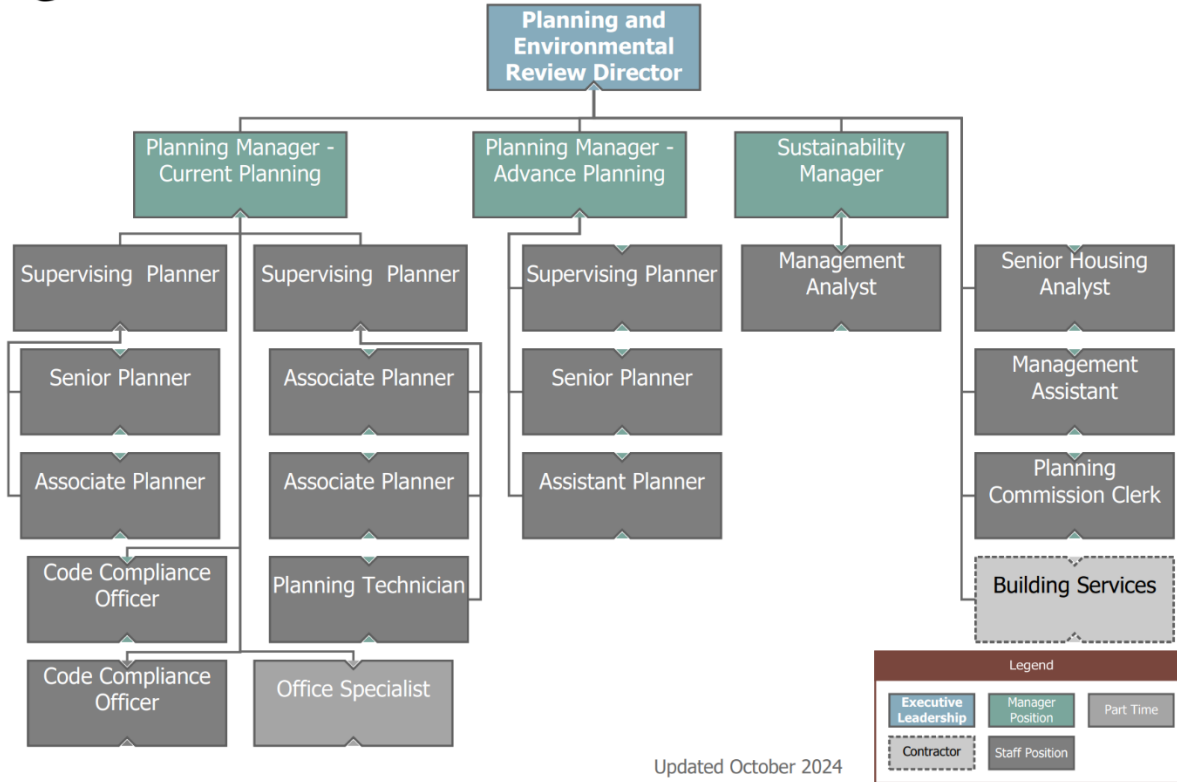 Planning and
Environmental
Review Director
Planning Manager -
Current Planning
Planning Manager -
Advance Planning
Sustainability
Manager
Supervising Planner
Supervising Planner
Supervising Planner
Management
Analyst
Senior Housing
Analyst
Senior Planner
Associate Planner
Senior Planner
Management
Assistant
Associate Planner
Associate Planner
Assistant Planner
Planning
Commission Clerk
Code Compliance
Officer
Planning Technician
Building Services
Code Compliance
Officer
Office Specialist
Legend
Executive
Leadership
Manager
Position
Part Time
Contractor
Staff Position
Updated October 2024